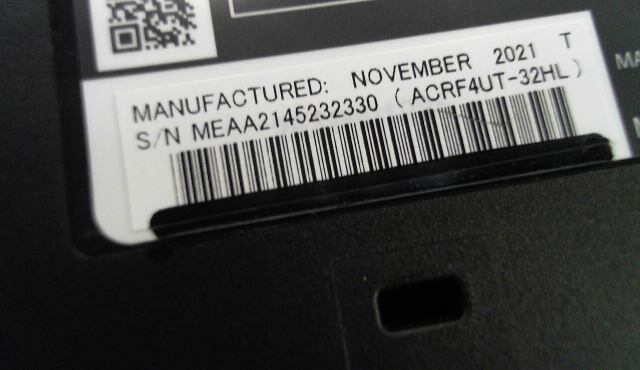 MANUFACTURED: NOVEMBER 2021 T
S/N MEAA2145232330 (ACRF4UT-32HL)